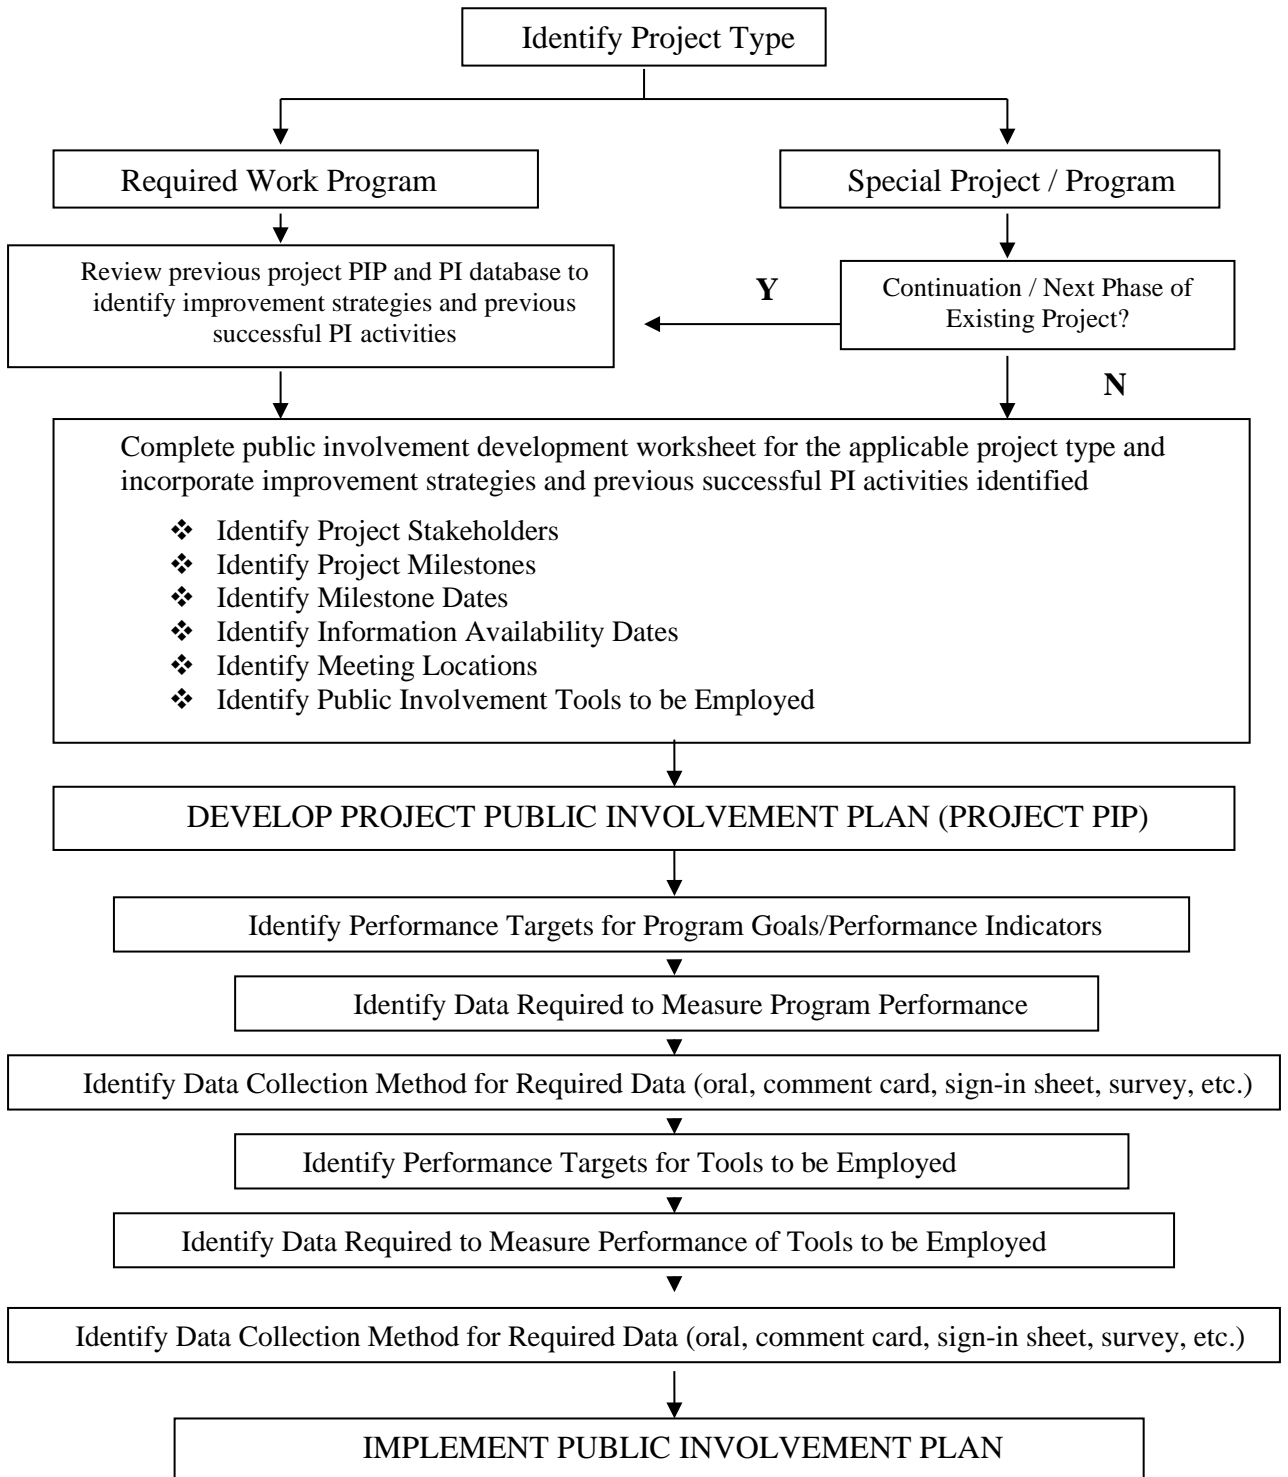 Identify Project Type
Required Work Program
Special Project / Program
Review previous project PIP and PI database to
identify improvement strategies and previous
successful PI activities
Y
Continuation / Next Phase of
Existing Project?
N
Complete public involvement development worksheet for the applicable project type and
incorporate improvement strategies and previous successful PI activities identified
❖ Identify Project Stakeholders
❖ Identify Project Milestones
❖ Identify Milestone Dates
❖ Identify Information Availability Dates
❖ Identify Meeting Locations
❖ Identify Public Involvement Tools to be Employed
DEVELOP PROJECT PUBLIC INVOLVEMENT PLAN (PROJECT PIP)
Identify Performance Targets for Program Goals/Performance Indicators
Identify Data Required to Measure Program Performance
Identify Data Collection Method for Required Data (oral, comment card, sign-in sheet, survey, etc.)
Identify Performance Targets for Tools to be Employed
Identify Data Required to Measure Performance of Tools to be Employed
Identify Data Collection Method for Required Data (oral, comment card, sign-in sheet, survey, etc.)
IMPLEMENT PUBLIC INVOLVEMENT PLAN